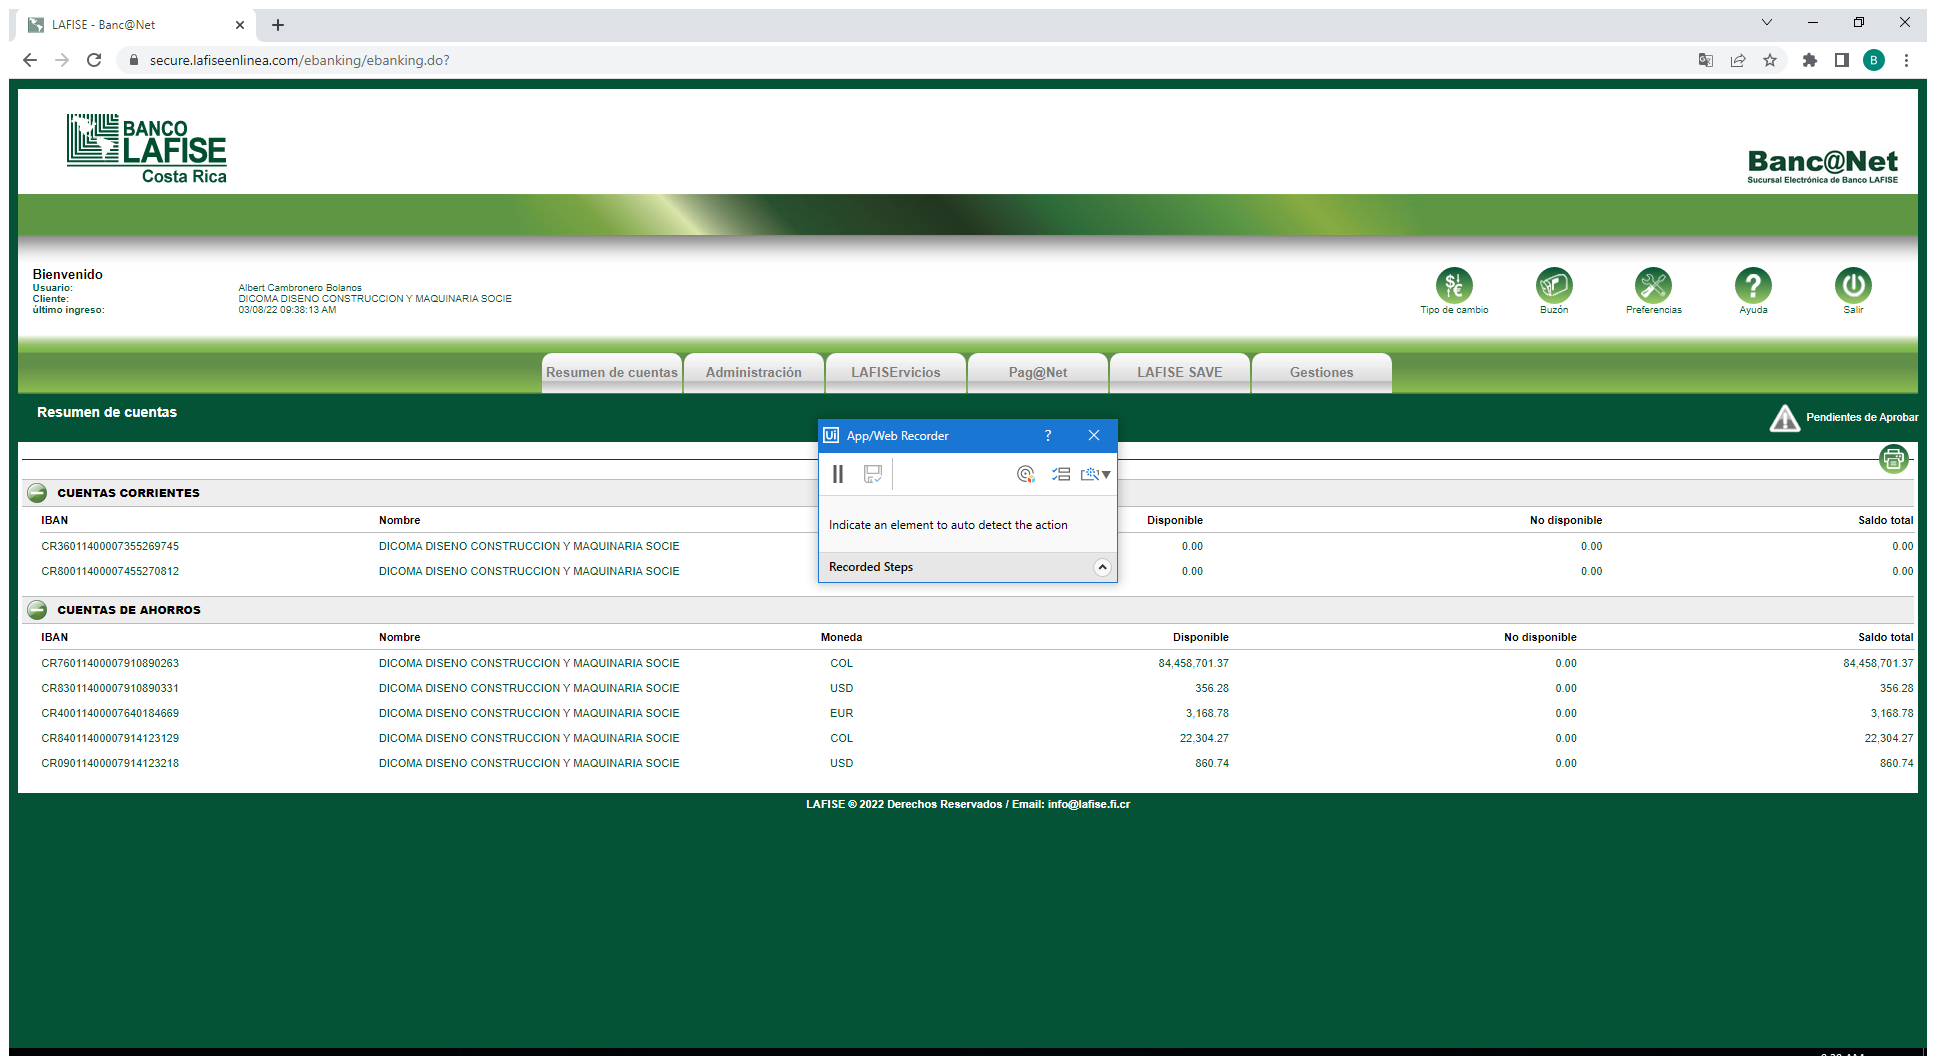 LAFISE - Banc@Net
secure.lafiseenlinea.com/ebanking/ebanking.do?
B
BANCO
LAFISE
Costa Rica
Banc@Net
Sucursal Electrónica de Banco LAFISE
Bienvenido
Usuario: Albert Cambronero Bolanos
Cliente: DICOMA DISENO CONSTRUCCION Y MAQUINARIA SOCIE
último ingreso: 03/08/22 09:38:13 AM
Tipo de cambio Buzón Preferencias Ayuda Salir
Resumen de cuentas Administración LAFISErvicios Pag@Net LAFISE SAVE Gestiones
Resumen de cuentas
Pendientes de Aprobar
Ui App/Web Recorder ?
Indicate an element to auto detect the action
Recorded Steps
CUENTAS CORRIENTES
IBAN Nombre Disponible No disponible Saldo total
CR36011400007355269745 DICOMA DISENO CONSTRUCCION Y MAQUINARIA SOCIE 0.00 0.00 0.00
CR80011400007455270812 DICOMA DISENO CONSTRUCCION Y MAQUINARIA SOCIE 0.00 0.00 0.00
CUENTAS DE AHORROS
IBAN Nombre Moneda Disponible No disponible Saldo total
CR76011400007910890263 DICOMA DISENO CONSTRUCCION Y MAQUINARIA SOCIE COL 84,458,701.37 0.00 84,458,701.37
CR83011400007910890331 DICOMA DISENO CONSTRUCCION Y MAQUINARIA SOCIE USD 356.28 0.00 356.28
CR40011400007640184669 DICOMA DISENO CONSTRUCCION Y MAQUINARIA SOCIE EUR 3,168.78 0.00 3,168.78
CR84011400007914123129 DICOMA DISENO CONSTRUCCION Y MAQUINARIA SOCIE COL 22,304.27 0.00 22,304.27
CR09011400007914123218 DICOMA DISENO CONSTRUCCION Y MAQUINARIA SOCIE USD 860.74 0.00 860.74
LAFISE ® 2022 Derechos Reservados / Email: info@lafise.fi.cr